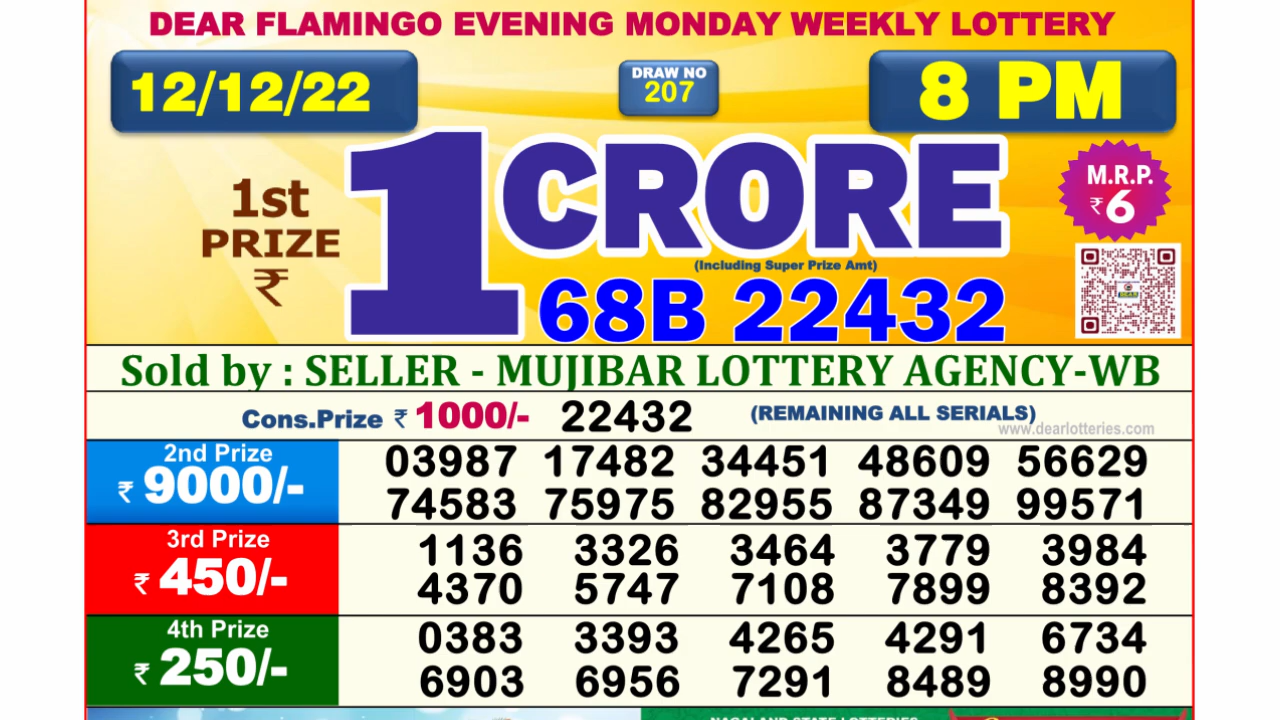 DEAR FLAMINGO EVENING MONDAY WEEKLY LOTTERY
12/12/22
DRAW NO
207
8 PM
1st
PRIZE
₹
1 CRORE
(Including Super Prize Amt)
68B 22432
M.R.P.
₹6
Sold by : SELLER - MUJIBAR LOTTERY AGENCY-WB
Cons.Prize ₹ 1000/- 22432 (REMAINING ALL SERIALS)
www.dearlotteries.com
2nd Prize
₹ 9000/-
03987 17482 34451 48609 56629
74583 75975 82955 87349 99571
3rd Prize
₹ 450/-
1136 3326 3464 3779 3984
4370 5747 7108 7899 8392
4th Prize
₹ 250/-
0383 3393 4265 4291 6734
6903 6956 7291 8489 8990
NAGALAND STATE LOTTERIES